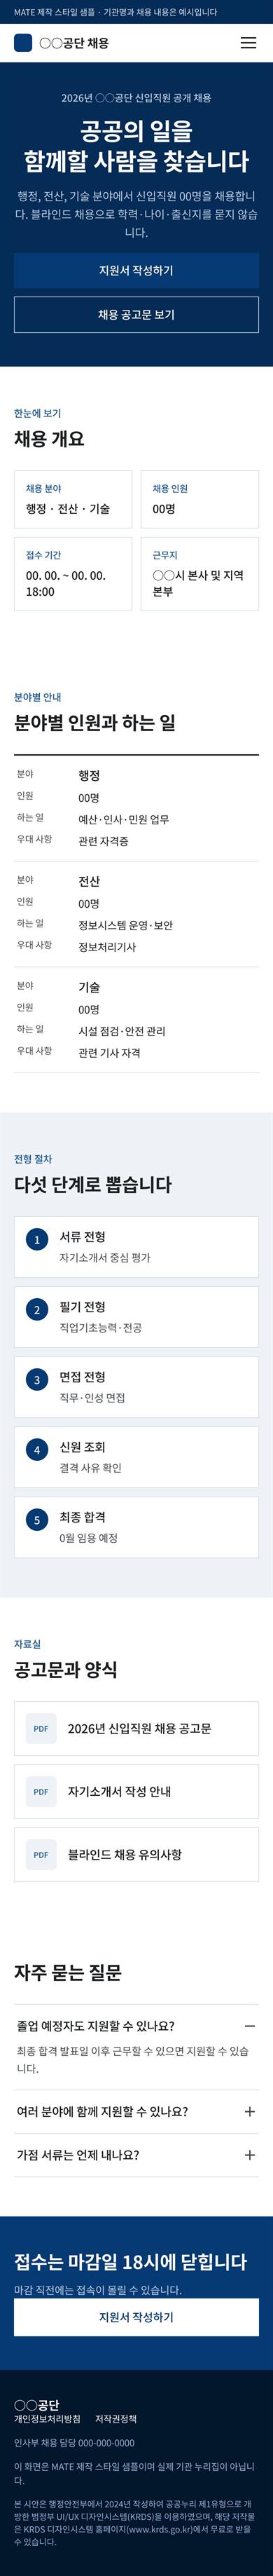 MATE 제작 스타일 샘플 · 기관명과 채용 내용은 예시입니다
○○공단 채용
2026년 ○○공단 신입직원 공개 채용
공공의 일을
함께할 사람을 찾습니다
행정, 전산, 기술 분야에서 신입직원 00명을 채용합니
다. 블라인드 채용으로 학력·나이·출신지를 묻지 않습
니다.
지원서 작성하기
채용 공고문 보기
한눈에 보기
채용 개요
채용 분야
행정 · 전산 · 기술
채용 인원
00명
접수 기간
00. 00. ~ 00. 00.
18:00
근무지
○○시 본사 및 지역
본부
분야별 안내
분야별 인원과 하는 일
분야 행정
인원 00명
하는 일 예산·인사·민원 업무
우대 사항 관련 자격증
분야 전산
인원 00명
하는 일 정보시스템 운영·보안
우대 사항 정보처리기사
분야 기술
인원 00명
하는 일 시설 점검·안전 관리
우대 사항 관련 기사 자격
전형 절차
다섯 단계로 뽑습니다
1 서류 전형
자기소개서 중심 평가
2 필기 전형
직업기초능력·전공
3 면접 전형
직무·인성 면접
4 신원 조회
결격 사유 확인
5 최종 합격
0월 임용 예정
자료실
공고문과 양식
PDF 2026년 신입직원 채용 공고문
PDF 자기소개서 작성 안내
PDF 블라인드 채용 유의사항
자주 묻는 질문
졸업 예정자도 지원할 수 있나요?
최종 합격 발표일 이후 근무할 수 있으면 지원할 수 있습
니다.
여러 분야에 함께 지원할 수 있나요?
가점 서류는 언제 내나요?
접수는 마감일 18시에 닫힙니다
마감 직전에는 접속이 몰릴 수 있습니다.
지원서 작성하기
○○공단
개인정보처리방침 저작권정책
인사부 채용 담당 000-000-0000
이 화면은 MATE 제작 스타일 샘플이며 실제 기관 누리집이 아닙니
다.
본 시안은 행정안전부에서 2024년 작성하여 공공누리 제1유형으로 개
방한 범정부 UI/UX 디자인시스템(KRDS)을 이용하였으며, 해당 저작물
은 KRDS 디자인시스템 홈페이지(www.krds.go.kr)에서 무료로 받을
수 있습니다.